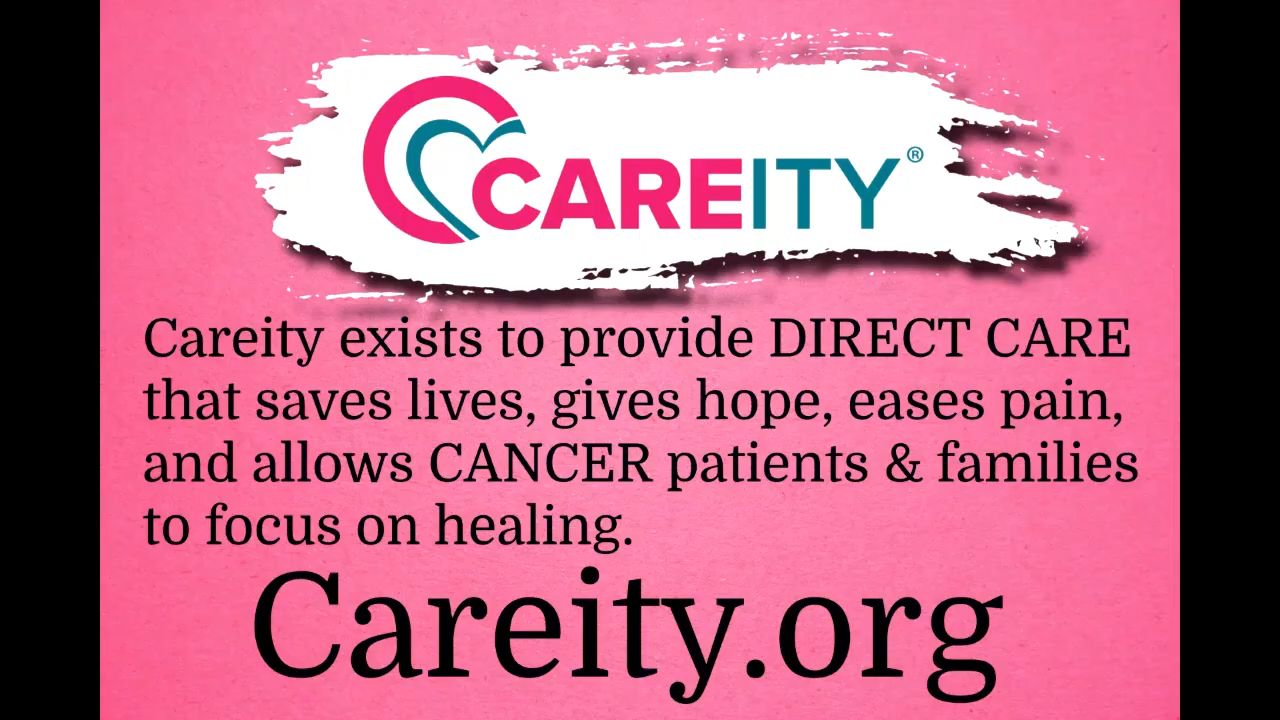 CAREITY®
Careity exists to provide DIRECT CARE
that saves lives, gives hope, eases pain,
and allows CANCER patients & families
to focus on healing.
Careity.org